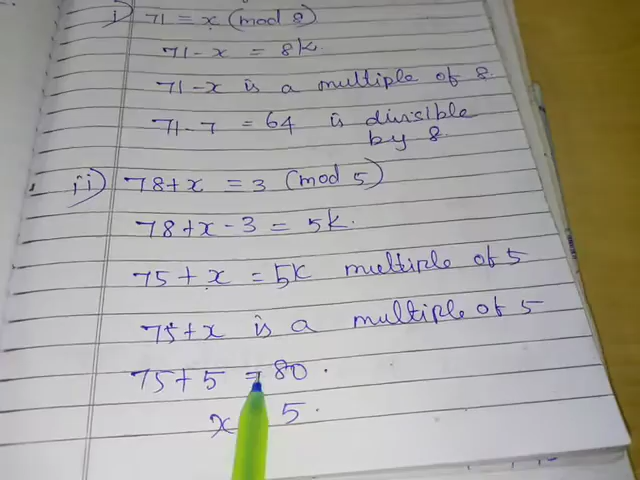 i) 71 = x (mod 8)
71 - x = 8k.
71 - x is a multiple of 8.
71 - 7 = 64 is divisible
by 8
ii) 78 + x = 3 (mod 5)
78 + x - 3 = 5k.
75 + x = 5k multiple of 5
75 + x is a multiple of 5
75 + 5 = 80.
x 5.